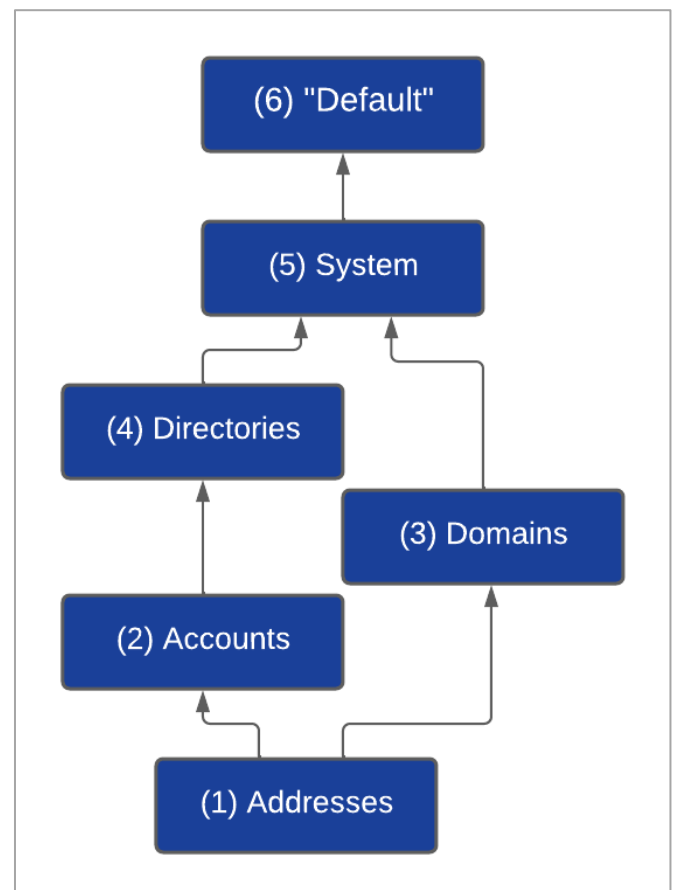 (6) "Default"
(5) System
(4) Directories
(3) Domains
(2) Accounts
(1) Addresses